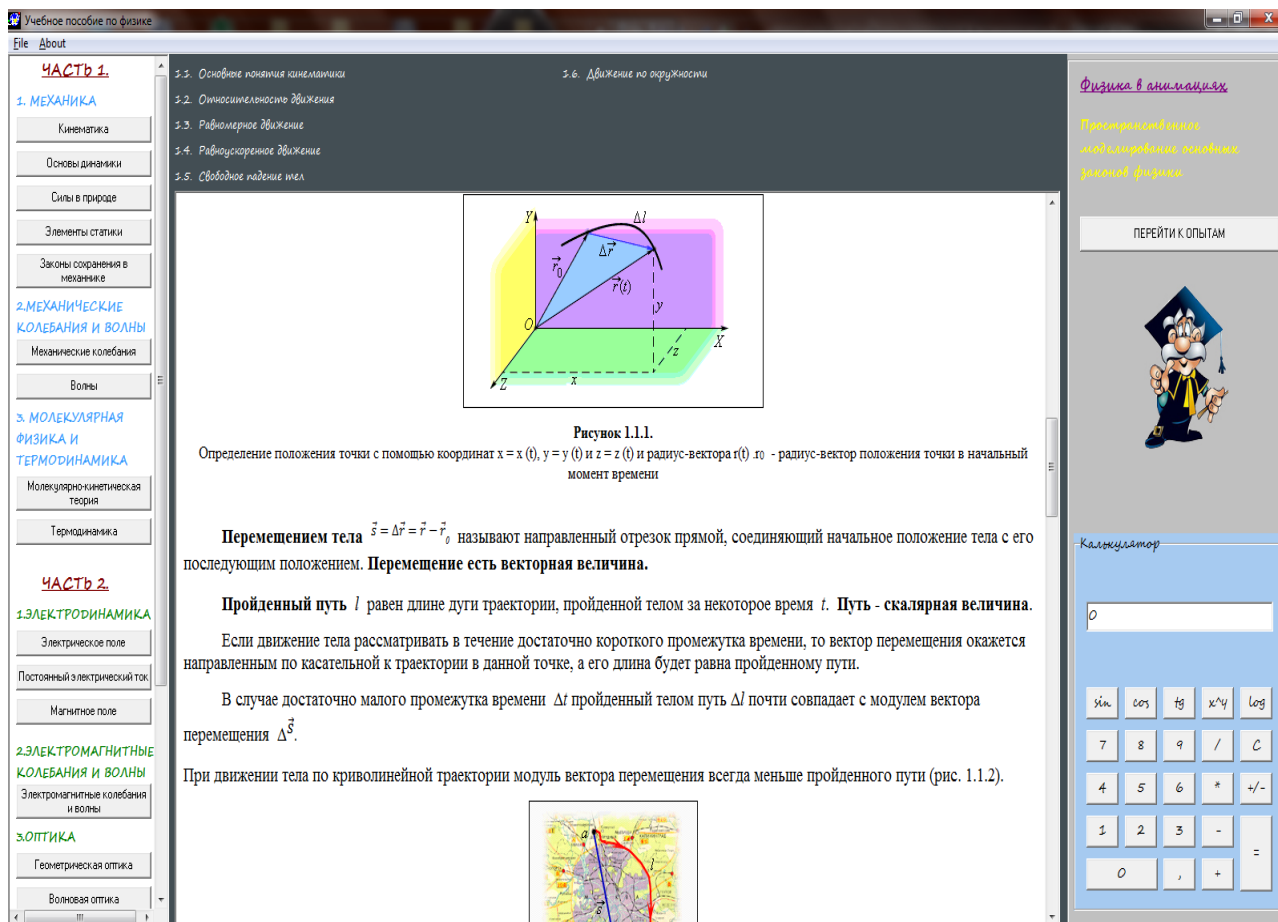 Учебное пособие по физике
File About
ЧАСТЬ 1.
1. МЕХАНИКА
Кинематика
Основы динамики
Силы в природе
Элементы статики
Законы сохранения в
механнике
2.МЕХАНИЧЕСКИЕ
КОЛЕБАНИЯ И ВОЛНЫ
Механические колебания
Волны
3. МОЛЕКУЛЯРНАЯ
ФИЗИКА И
ТЕРМОДИНАМИКА
Молекулярно-кинетическая
теория
Термодинамика
ЧАСТЬ 2.
1.ЭЛЕКТРОДИНАМИКА
Электрическое поле
Постоянный электрический ток
Магнитное поле
2.ЭЛЕКТРОМАГНИТНЫЕ
КОЛЕБАНИЯ И ВОЛНЫ
Электромагнитные колебания
и волны
3.ОПТИКА
Геометрическая оптика
Волновая оптика
1.1. Основные понятия кинематики
1.2. Относительность движения
1.3. Равномерное движение
1.4. Равноускоренное движение
1.5. Свободное падение тел
1.6. Движение по окружности
Y
Δl
Δr⃗
r⃗₀
r⃗(t)
y
O
X
z
x
Z
Рисунок 1.1.1.
Определение положения точки с помощью координат x = x (t), y = y (t) и z = z (t) и радиус-вектора r(t) .r₀ - радиус-вектор положения точки в начальный
момент времени
Перемещением тела s⃗ = Δr⃗ = r⃗ − r⃗₀ называют направленный отрезок прямой, соединяющий начальное положение тела с его
последующим положением. Перемещение есть векторная величина.
Пройденный путь l равен длине дуги траектории, пройденной телом за некоторое время t. Путь - скалярная величина.
Если движение тела рассматривать в течение достаточно короткого промежутка времени, то вектор перемещения окажется
направленным по касательной к траектории в данной точке, а его длина будет равна пройденному пути.
В случае достаточно малого промежутка времени Δt пройденный телом путь Δl почти совпадает с модулем вектора
перемещения Δs⃗.
При движении тела по криволинейной траектории модуль вектора перемещения всегда меньше пройденного пути (рис. 1.1.2).
a
l
s⃗
Физика в анимациях
Пространственное
моделирование основных
законов физики
ПЕРЕЙТИ К ОПЫТАМ
Калькулятор
0
sin cos tg x^y log
7 8 9 / C
4 5 6 * +/-
1 2 3 - =
0 , +